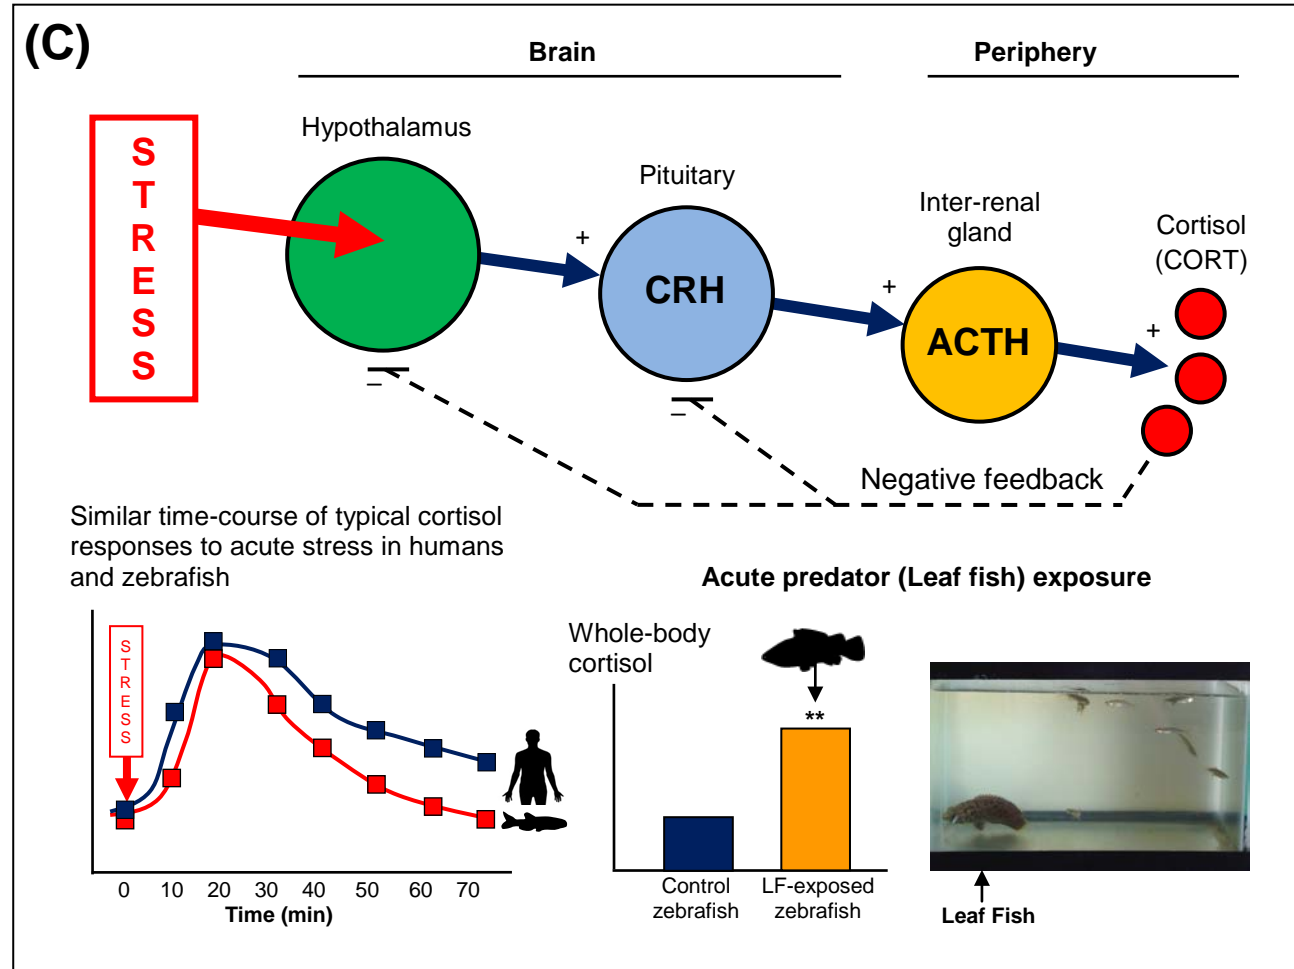 (C)
Brain
Periphery
STRESS
Hypothalamus
Pituitary
Inter-renal
gland
Cortisol
(CORT)
+
CRH
+
ACTH
+
–
–
Negative feedback
Similar time-course of typical cortisol
responses to acute stress in humans
and zebrafish
STRESS
0 10 20 30 40 50 60 70
Time (min)
Acute predator (Leaf fish) exposure
Whole-body
cortisol
**
Control
zebrafish
LF-exposed
zebrafish
Leaf Fish